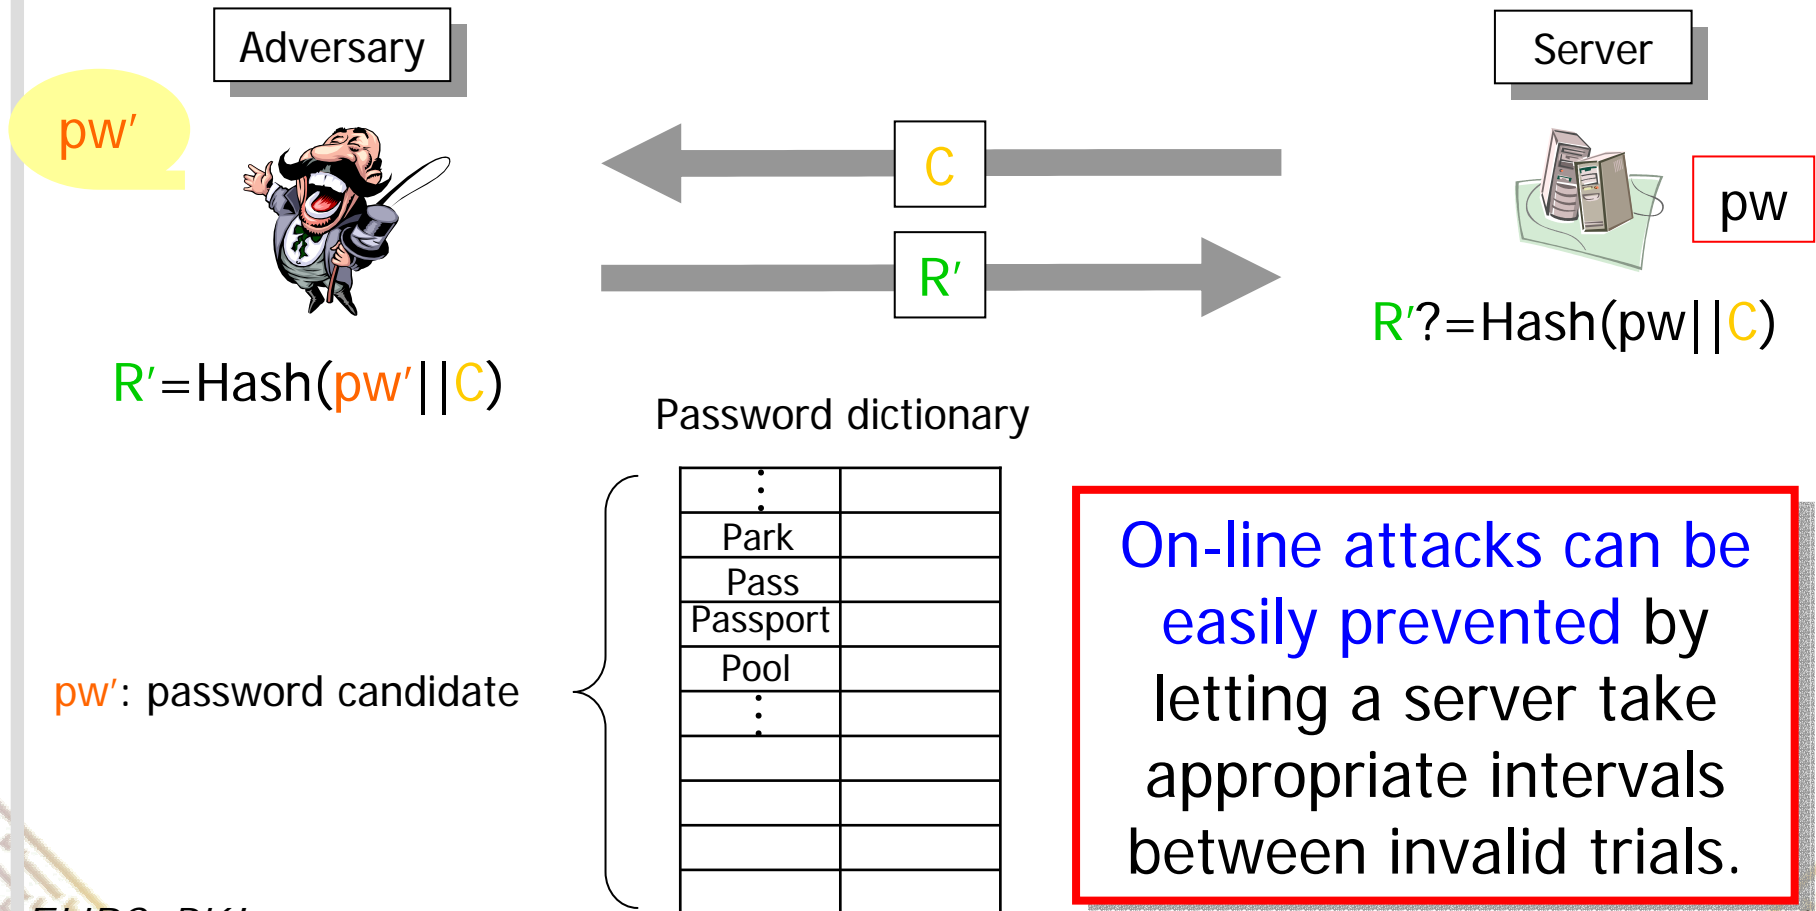 Adversary
Server
pw′
C
pw
R′
R′?=Hash(pw||C)
R′=Hash(pw′||C)
Password dictionary
Park
Pass
Passport
Pool
pw′: password candidate
On-line attacks can be
easily prevented by
letting a server take
appropriate intervals
between invalid trials.